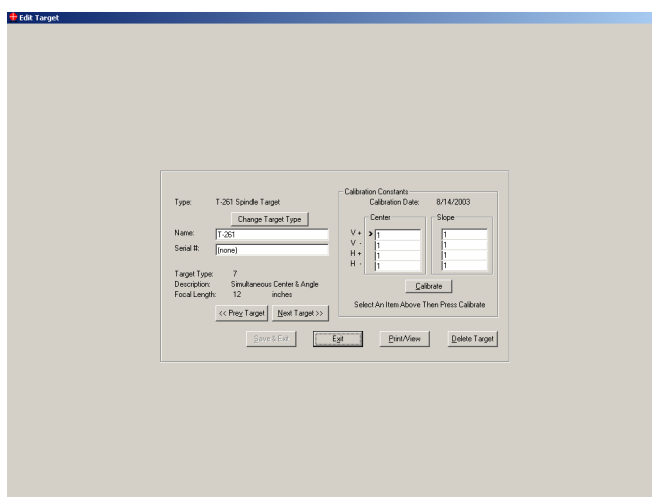 Edit Target
Type: T-261 Spindle Target
Change Target Type
Name: T-261
Serial #: (none)
Target Type: 7
Description: Simultaneous Center & Angle
Focal Length: 12 inches
<< Prev Target Next Target >>
Calibration Constants
Calibration Date: 8/14/2003
Center Slope
V + > 1 1
V - 1 1
H + 1 1
H - 1 1
Calibrate
Select An Item Above Then Press Calibrate
Save & Exit Exit Print/View Delete Target